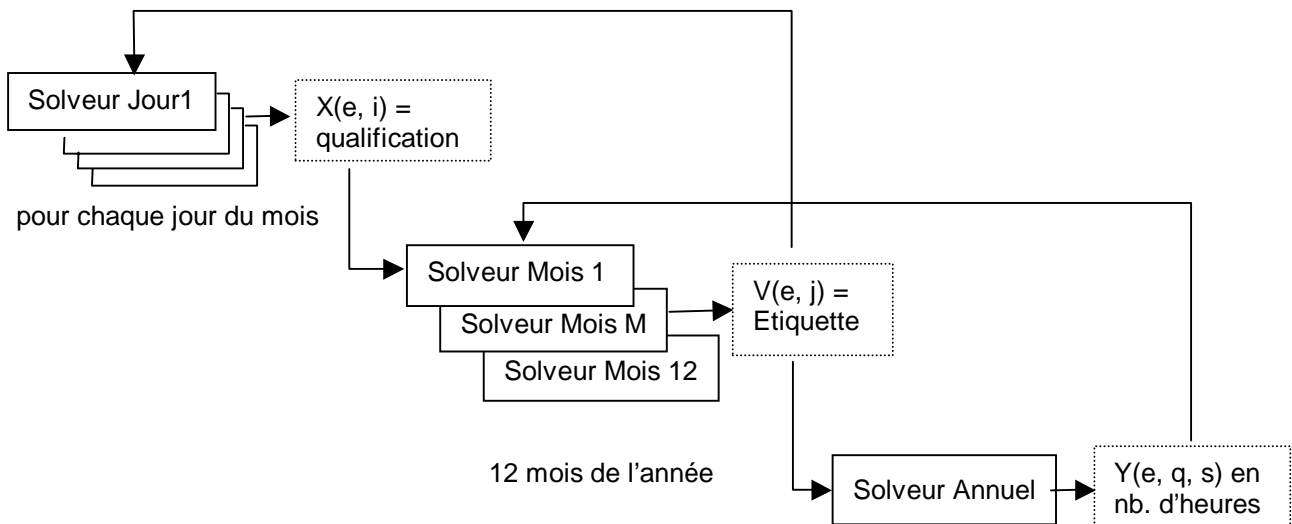 Solveur Jour1
X(e, i) =
qualification
pour chaque jour du mois
Solveur Mois 1
Solveur Mois M
Solveur Mois 12
V(e, j) =
Etiquette
12 mois de l’année
Solveur Annuel
Y(e, q, s) en
nb. d’heures